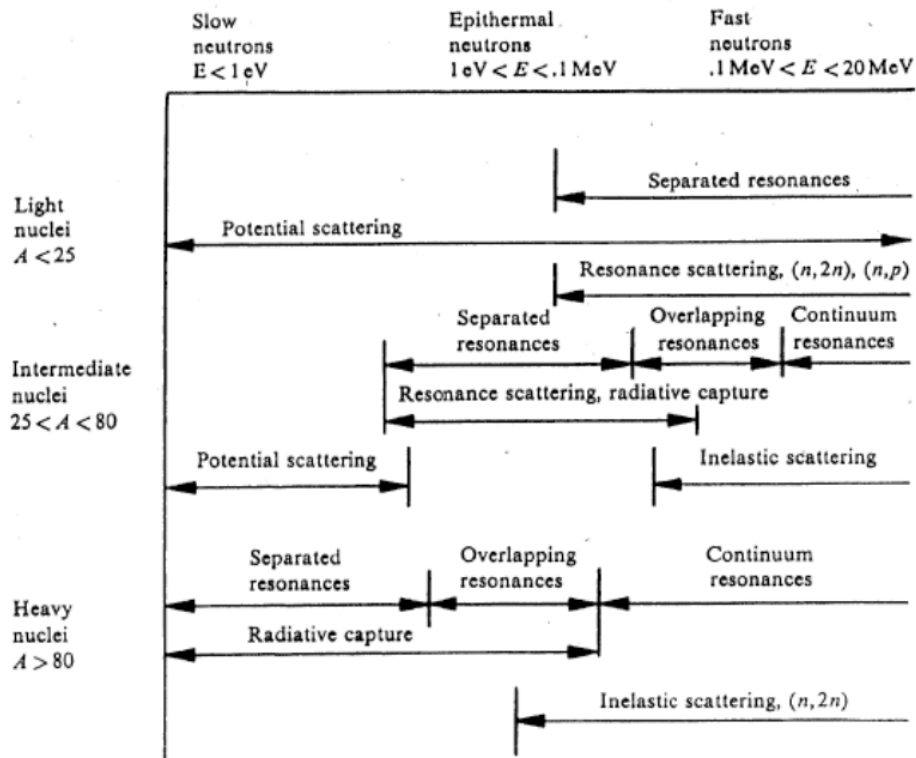 Slow
neutrons
E < 1 eV
Epithermal
neutrons
1 eV < E < .1 MeV
Fast
neutrons
.1 MeV < E < 20 MeV
Light
nuclei
A < 25
Separated resonances
Potential scattering
Resonance scattering, (n,2n), (n,p)
Intermediate
nuclei
25 < A < 80
Separated
resonances
Overlapping
resonances
Continuum
resonances
Resonance scattering, radiative capture
Potential scattering
Inelastic scattering
Heavy
nuclei
A > 80
Separated
resonances
Overlapping
resonances
Continuum
resonances
Radiative capture
Inelastic scattering, (n,2n)